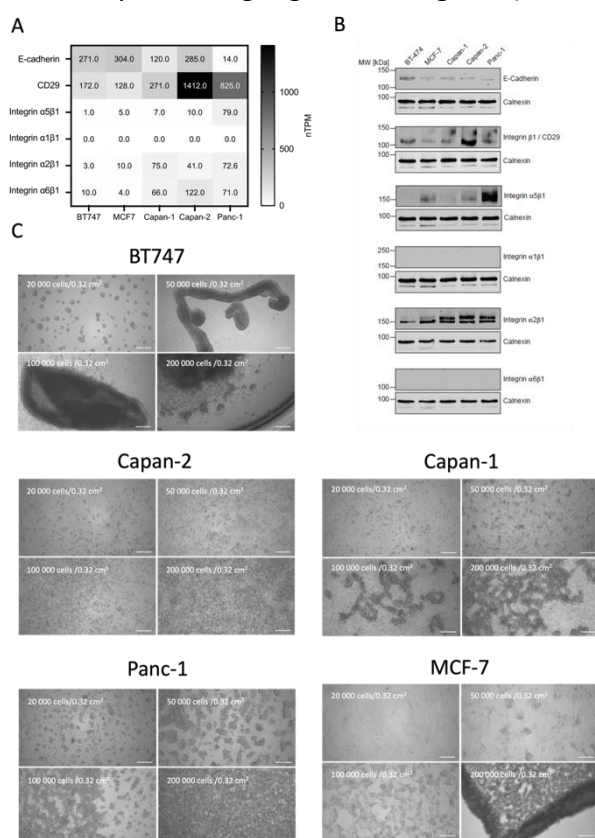 A
E-cadherin 271.0 304.0 120.0 285.0 14.0
CD29 172.0 128.0 271.0 1412.0 825.0
Integrin α5β1 1.0 5.0 7.0 10.0 79.0
Integrin α1β1 0.0 0.0 0.0 0.0 0.0
Integrin α2β1 3.0 10.0 75.0 41.0 72.6
Integrin α6β1 10.0 4.0 66.0 122.0 71.0
BT747 MCF7 Capan-1 Capan-2 Panc-1
1000
500
0
nTPM
B
MW [kDa] BT-474 MCF-7 Capan-1 Capan-2 Panc-1
150
100
E-Cadherin
100
Calnexin
150
100
Integrin β1 / CD29
100
Calnexin
150
Integrin α5β1
100
Calnexin
250
150
100
Integrin α1β1
100
Calnexin
150
Integrin α2β1
100
Calnexin
100
Integrin α6β1
100
Calnexin
C
BT747
20 000 cells/0.32 cm²
50 000 cells /0.32 cm²
100 000 cells /0.32 cm²
200 000 cells /0.32 cm²
Capan-2
20 000 cells/0.32 cm²
50 000 cells /0.32 cm²
100 000 cells /0.32 cm²
200 000 cells /0.32 cm²
Capan-1
20 000 cells/0.32 cm²
50 000 cells /0.32 cm²
100 000 cells /0.32 cm²
200 000 cells /0.32 cm²
Panc-1
20 000 cells/0.32 cm²
50 000 cells /0.32 cm²
100 000 cells /0.32 cm²
200 000 cells /0.32 cm²
MCF-7
20 000 cells/0.32 cm²
50 000 cells /0.32 cm²
100 000 cells /0.32 cm²
200 000 cells /0.32 cm²